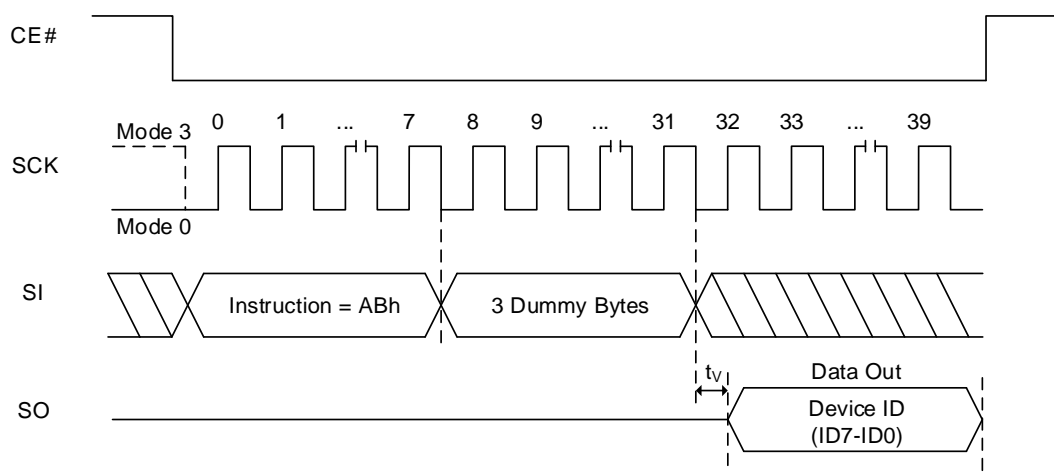 CE#
0 1 ... 7 8 9 ... 31 32 33 ... 39
Mode 3
SCK
Mode 0
SI
Instruction = ABh
3 Dummy Bytes
tV
Data Out
SO
Device ID
(ID7-ID0)